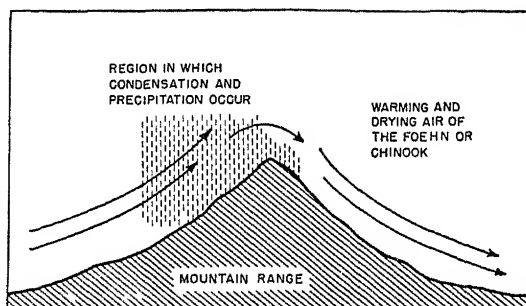 REGION IN WHICH
CONDENSATION AND
PRECIPITATION OCCUR
WARMING AND
DRYING AIR OF
THE FOEHN OR
CHINOOK
MOUNTAIN RANGE